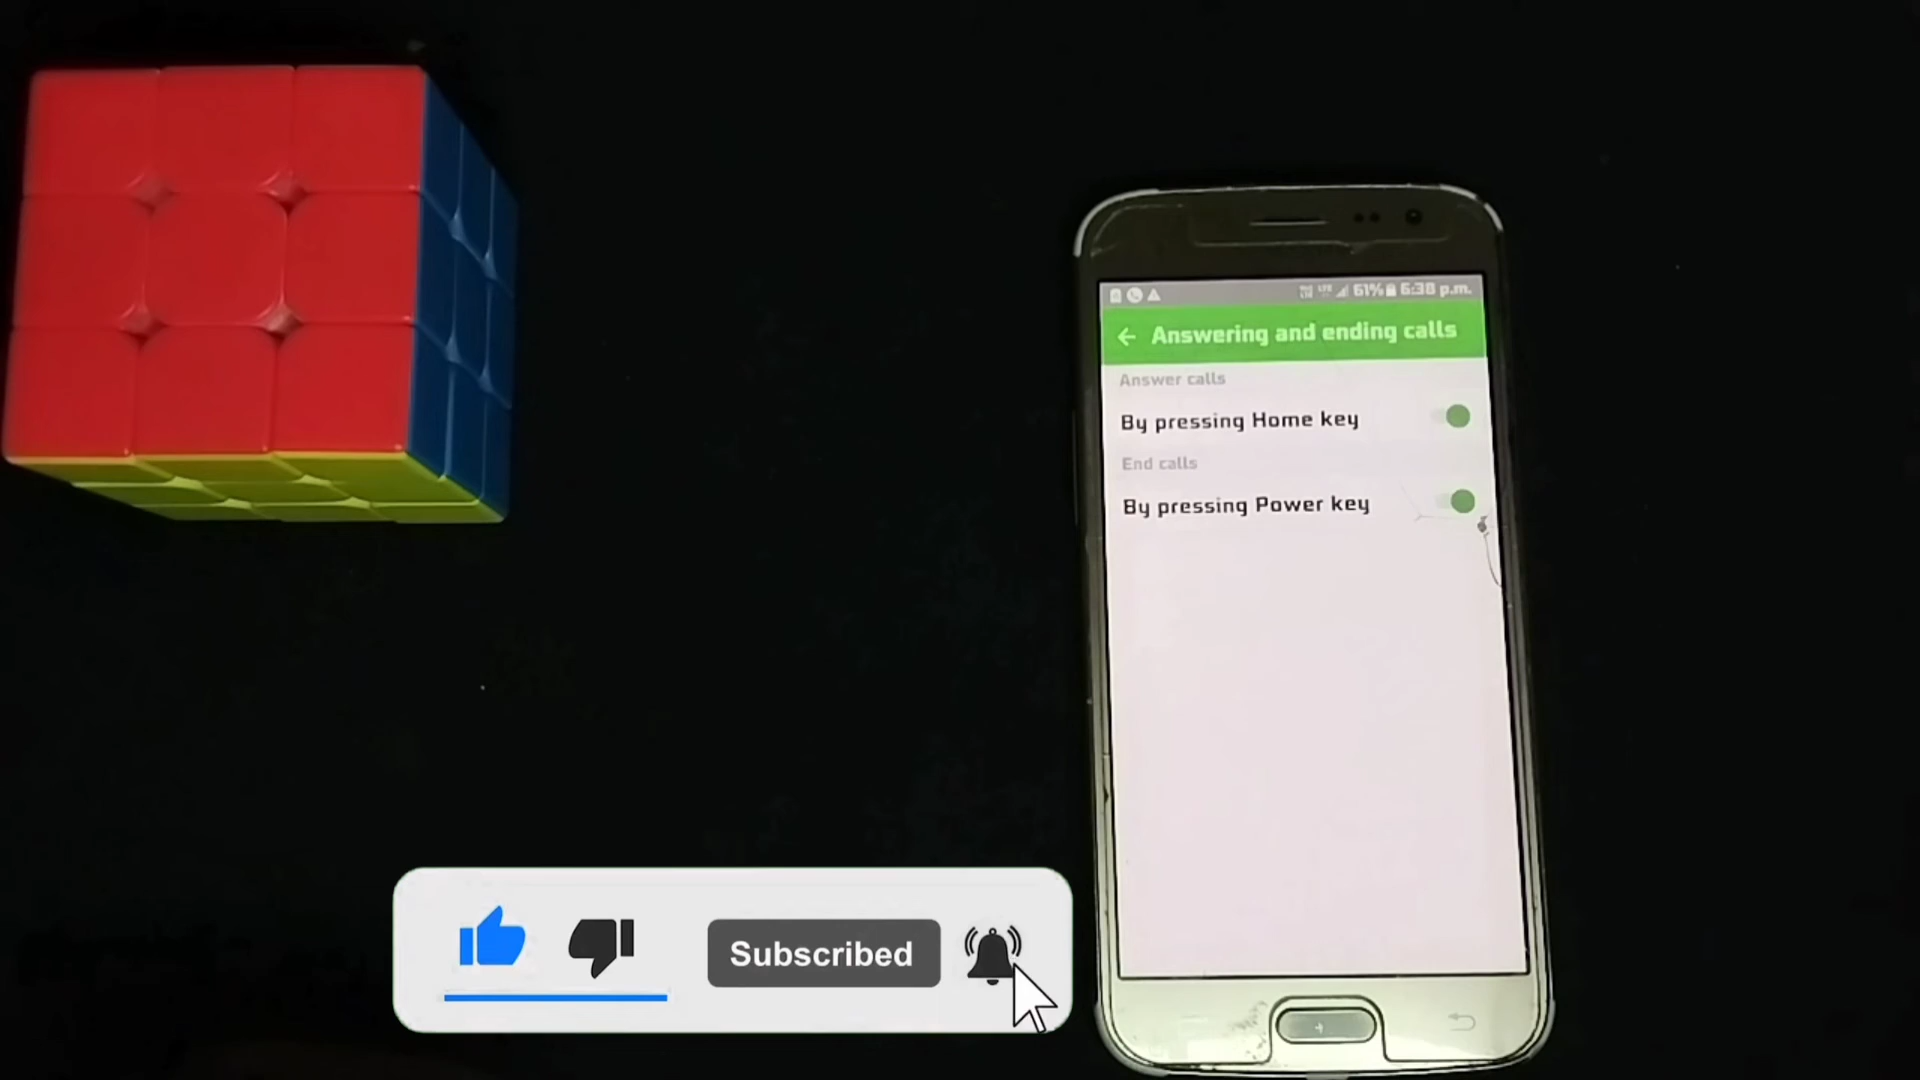 61% 6:38 p.m.
Answering and ending calls
Answer calls
By pressing Home key
End calls
By pressing Power key
Subscribed